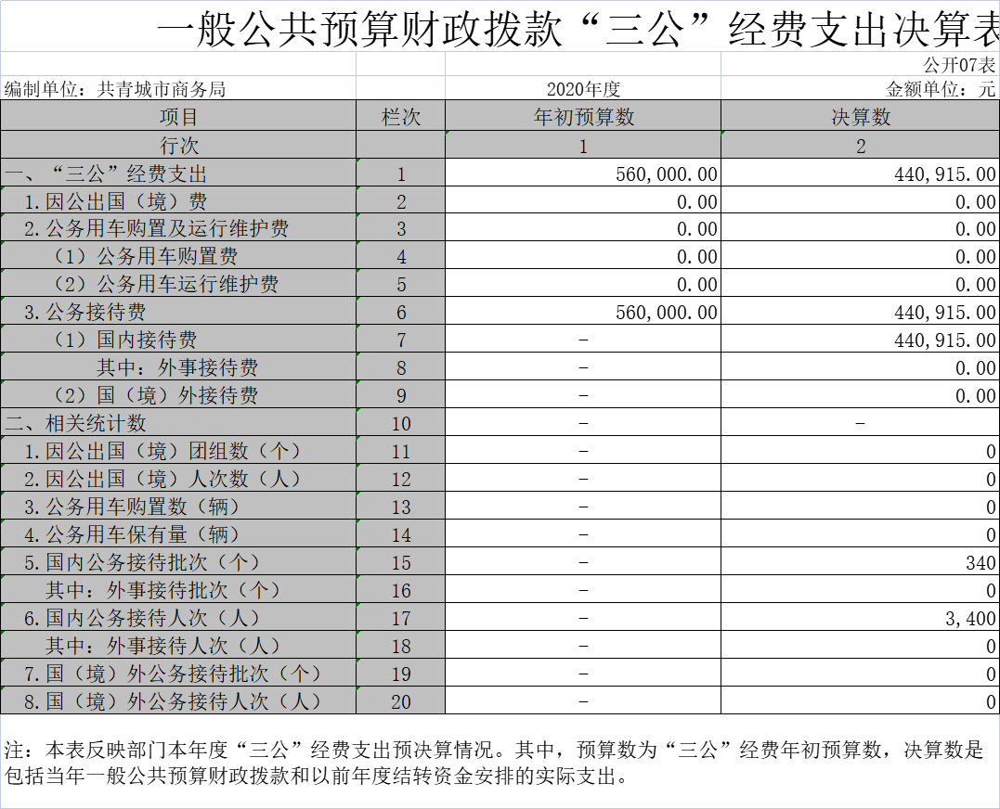 一般公共预算财政拨款“三公”经费支出决算表
公开07表
编制单位：共青城市商务局 2020年度 金额单位：元
项目 栏次 年初预算数 决算数
行次 1 2
一、“三公”经费支出 1 560,000.00 440,915.00
1.因公出国（境）费 2 0.00 0.00
2.公务用车购置及运行维护费 3 0.00 0.00
（1）公务用车购置费 4 0.00 0.00
（2）公务用车运行维护费 5 0.00 0.00
3.公务接待费 6 560,000.00 440,915.00
（1）国内接待费 7 — 440,915.00
其中：外事接待费 8 — 0.00
（2）国（境）外接待费 9 — 0.00
二、相关统计数 10 — —
1.因公出国（境）团组数（个） 11 — 0
2.因公出国（境）人次数（人） 12 — 0
3.公务用车购置数（辆） 13 — 0
4.公务用车保有量（辆） 14 — 0
5.国内公务接待批次（个） 15 — 340
其中：外事接待批次（个） 16 — 0
6.国内公务接待人次（人） 17 — 3,400
其中：外事接待人次（人） 18 — 0
7.国（境）外公务接待批次（个） 19 — 0
8.国（境）外公务接待人次（人） 20 — 0
注：本表反映部门本年度“三公”经费支出预决算情况。其中，预算数为“三公”经费年初预算数，决算数是
包括当年一般公共预算财政拨款和以前年度结转资金安排的实际支出。